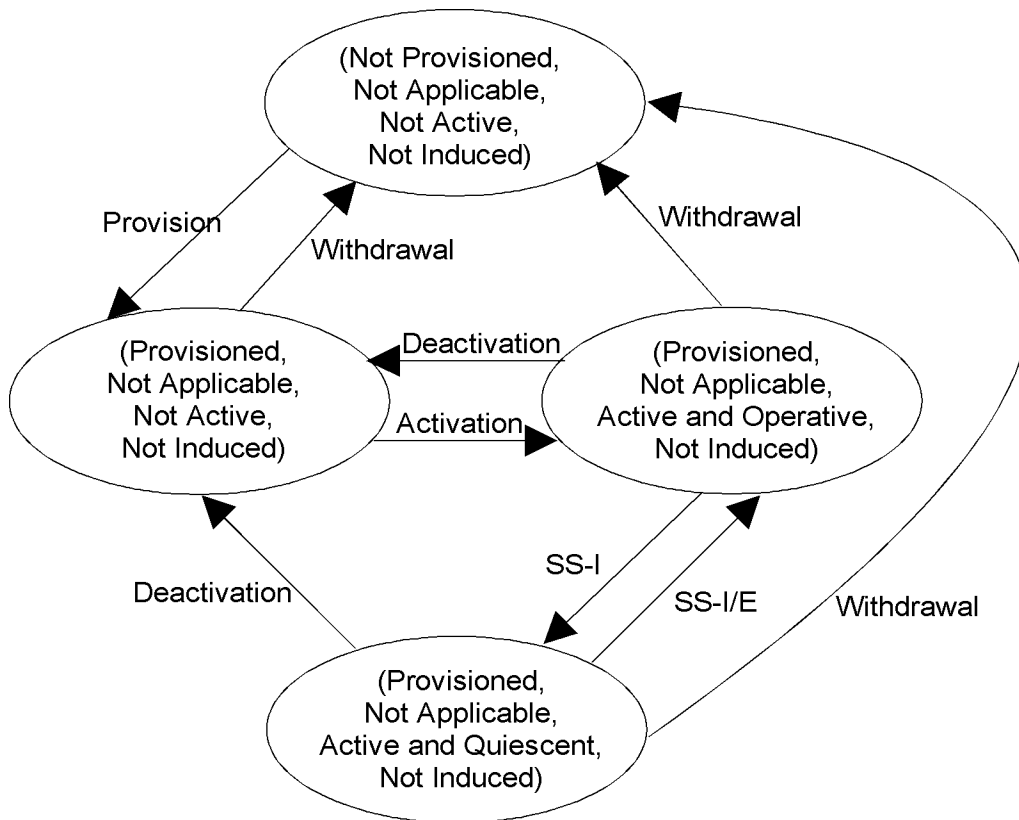 (Not Provisioned,
Not Applicable,
Not Active,
Not Induced)
Provision
Withdrawal
Withdrawal
(Provisioned,
Not Applicable,
Not Active,
Not Induced)
Deactivation
Activation
(Provisioned,
Not Applicable,
Active and Operative,
Not Induced)
Deactivation
SS-I
SS-I/E
Withdrawal
(Provisioned,
Not Applicable,
Active and Quiescent,
Not Induced)